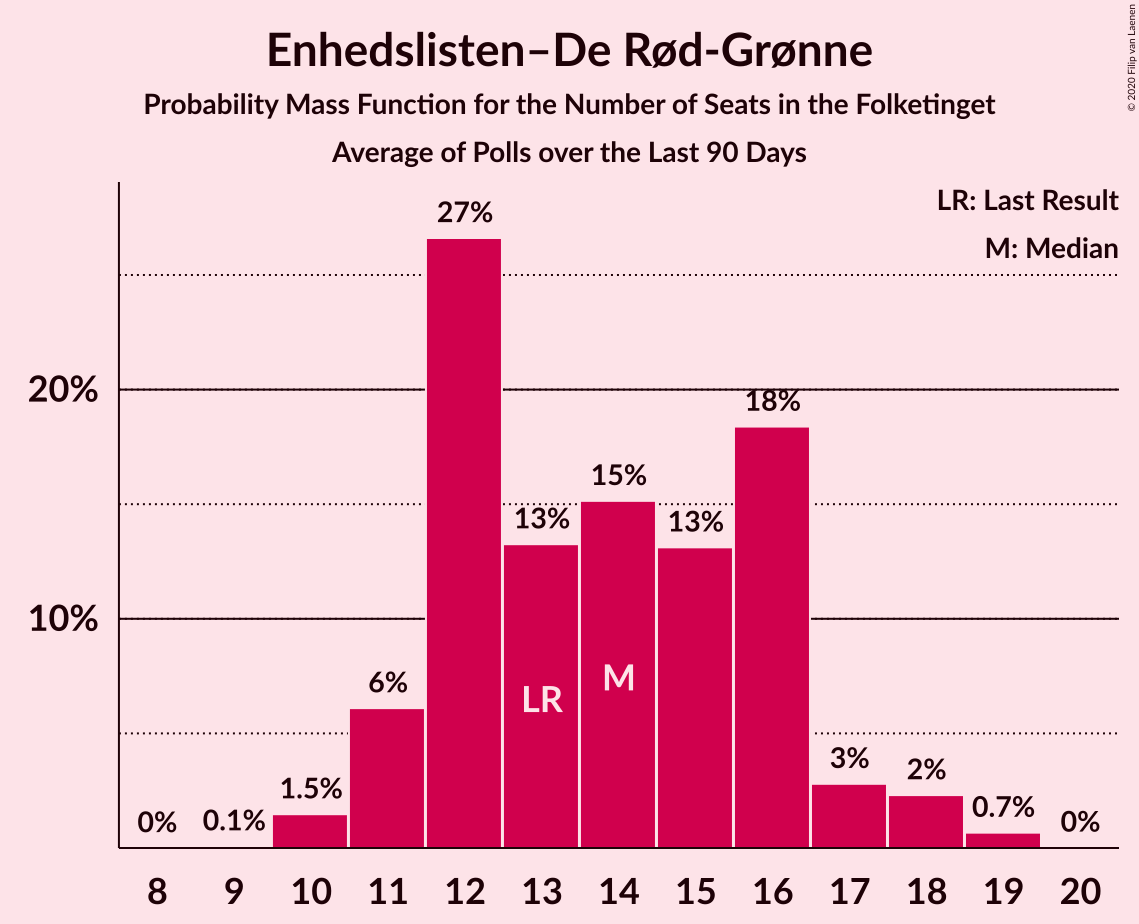 Enhedslisten–De Rød-Grønne
Probability Mass Function for the Number of Seats in the Folketinget
Average of Polls over the Last 90 Days
© 2020 Filip van Laenen
LR: Last Result
M: Median
20%
10%
0%
0.1%
1.5%
6%
27%
13%
15%
13%
18%
3%
2%
0.7%
0%
LR
M
8 9 10 11 12 13 14 15 16 17 18 19 20